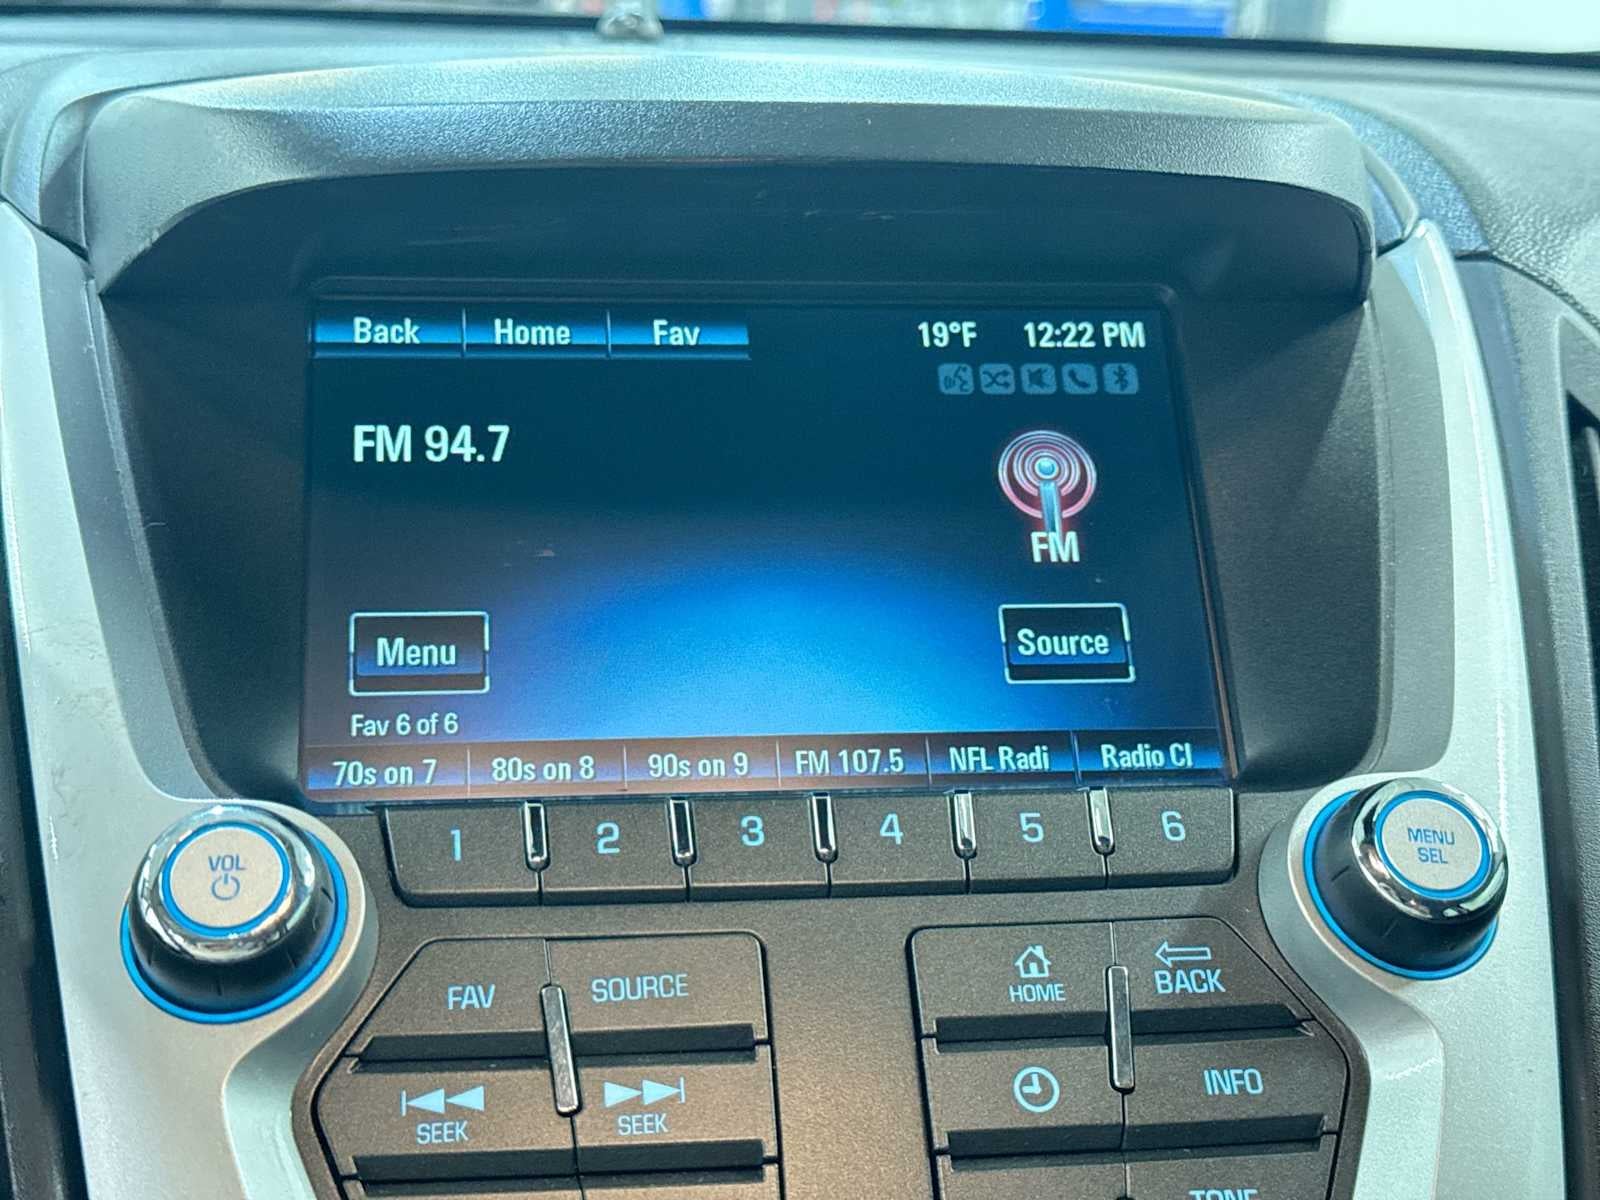 Back Home Fav 19°F 12:22 PM
FM 94.7
FM
Menu Source
Fav 6 of 6
70s on 7 80s on 8 90s on 9 FM 107.5 NFL Radi Radio Cl
1 2 3 4 5 6
VOL
MENU
SEL
FAV SOURCE HOME BACK
SEEK SEEK INFO
TONE